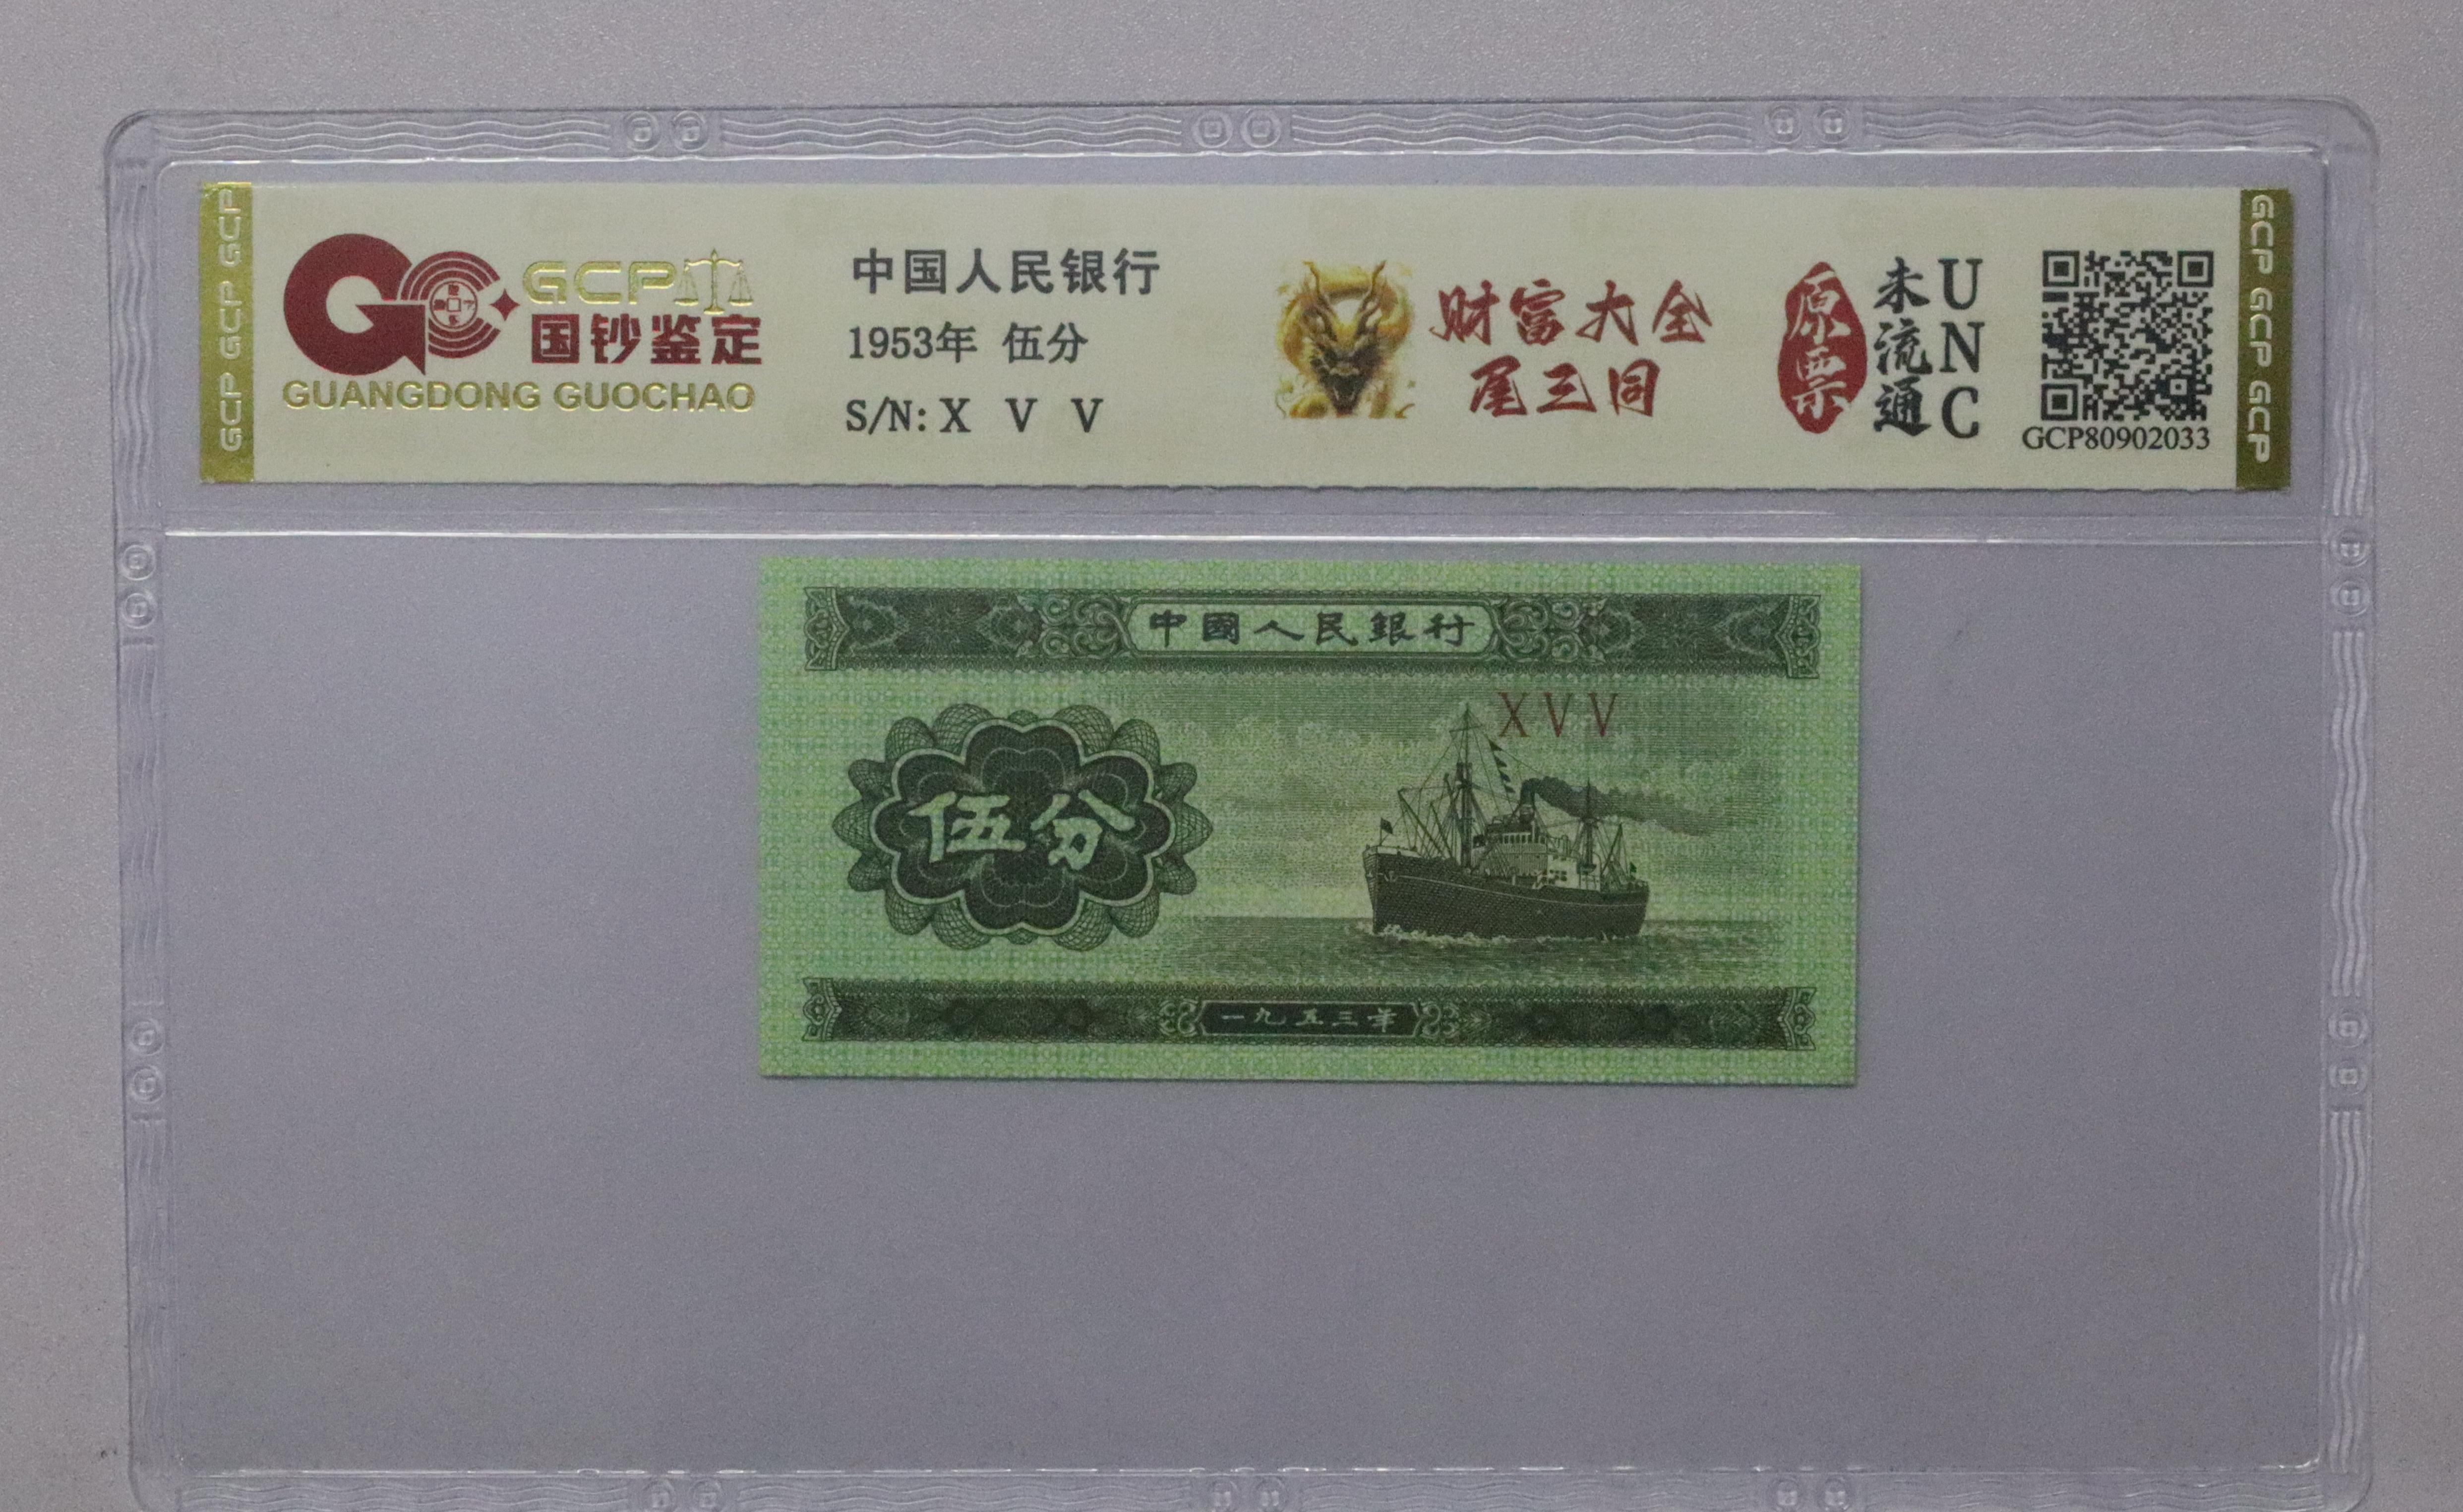 GCP GCP GCP
GCP
国钞鉴定
GUANGDONG GUOCHAO
中国人民银行
1953年 伍分
S/N: X V V
财富大全
尾三同
原票
未流通
UNC
GCP80902033
GCP GCP GCP
中國人民銀行
XVV
伍分
一九五三年